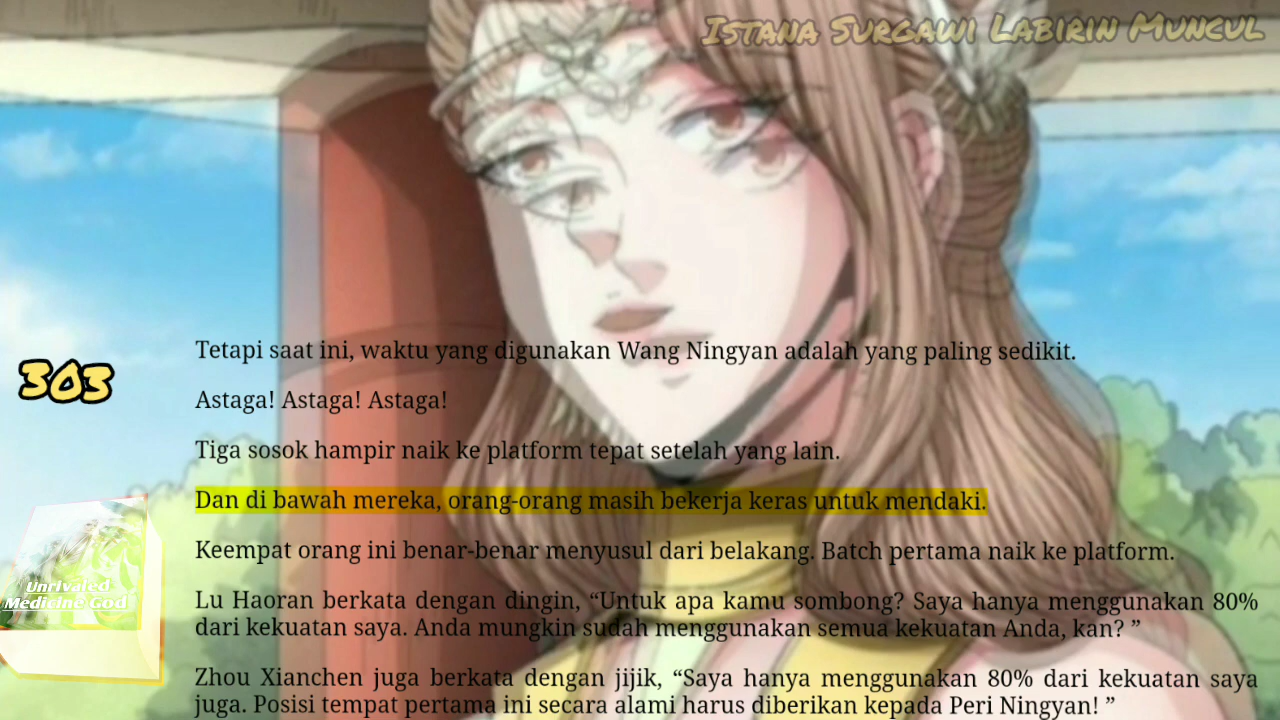 Istana Surgawi Labirin Muncul
Tetapi saat ini, waktu yang digunakan Wang Ningyan adalah yang paling sedikit.
303
Astaga! Astaga! Astaga!
Tiga sosok hampir naik ke platform tepat setelah yang lain.
Dan di bawah mereka, orang-orang masih bekerja keras untuk mendaki.
Keempat orang ini benar-benar menyusul dari belakang. Batch pertama naik ke platform.
Unrivaled
Medicine God
Lu Haoran berkata dengan dingin, “Untuk apa kamu sombong? Saya hanya menggunakan 80%
dari kekuatan saya. Anda mungkin sudah menggunakan semua kekuatan Anda, kan? ”
Zhou Xianchen juga berkata dengan jijik, “Saya hanya menggunakan 80% dari kekuatan saya
juga. Posisi tempat pertama ini secara alami harus diberikan kepada Peri Ningyan! ”